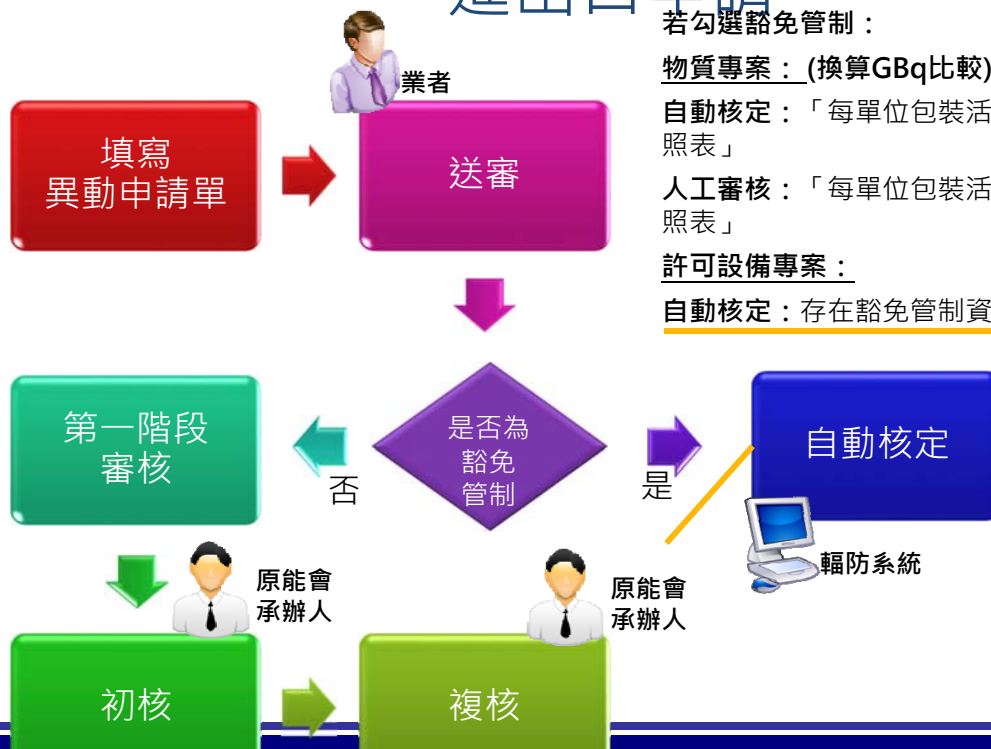 進出口申請
若勾選豁免管制：
物質專案： (換算GBq比較)
自動核定：「每單位包裝活
照表」
人工審核：「每單位包裝活
照表」
許可設備專案：
自動核定：存在豁免管制資
業者
填寫
異動申請單
送審
第一階段
審核
否
是否為
豁免
管制
是
自動核定
輻防系統
原能會
承辦人
原能會
承辦人
初核
複核